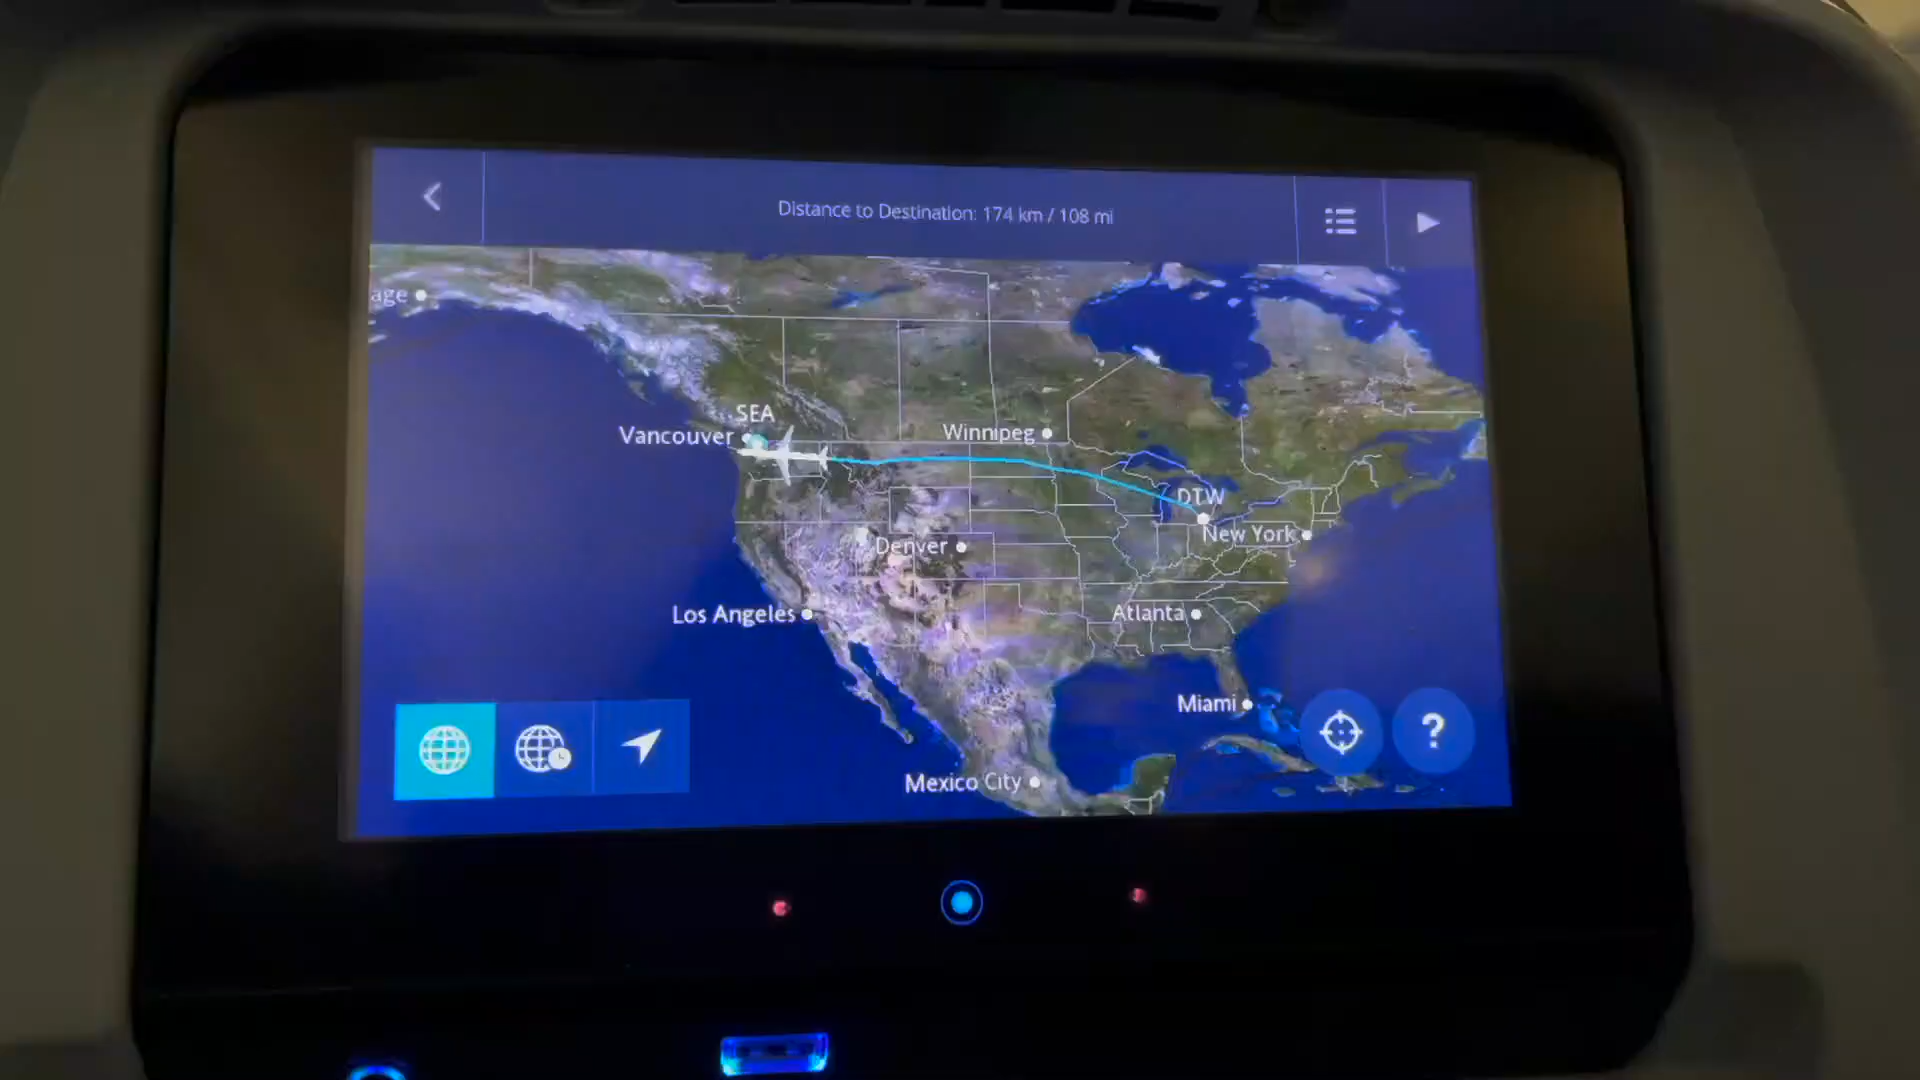 Distance to Destination: 174 km / 108 mi
age
SEA
Vancouver
Winnipeg
DTW
New York
Denver
Los Angeles
Atlanta
Miami
?
Mexico City